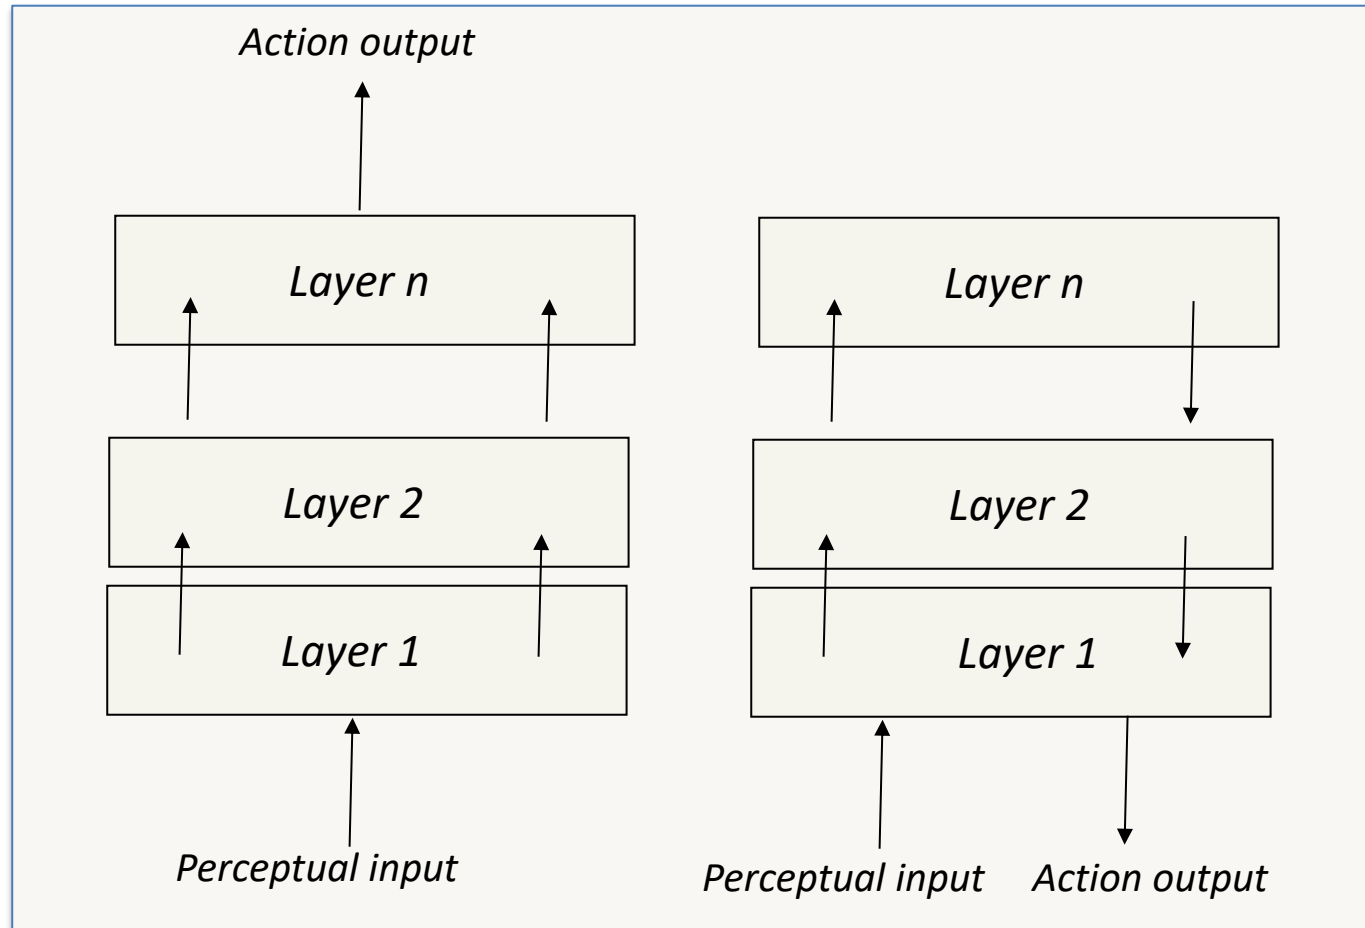 Action output
Layer n
Layer 2
Layer 1
Perceptual input
Layer n
Layer 2
Layer 1
Perceptual input
Action output